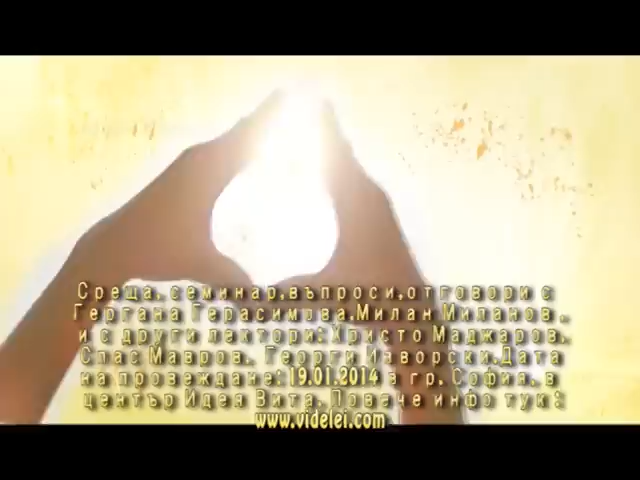 Среща, семинар,въпроси,отговори с
Гергана Герасимова,Милан Миланов,
и с други лектори:Христо Маджаров,
Спас Мавров, Георги Изворски.Дата
на провеждане: 19.01.2014 в гр. София, в
център Идея Вита. Повече инфо тук :
www.videlei.com